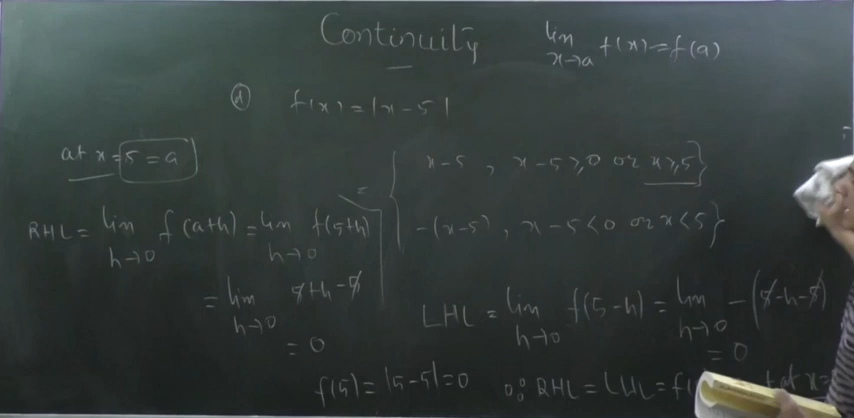 Continuity lim x→a f(x)=f(a)
(d) f(x)=|x-5|
at x=5=a
= { x-5 , x-5≥0 or x≥5 }
-(x-5) , x-5<0 or x<5 }
RHL = lim h→0 f(a+h) = lim h→0 f(5+h)
= lim h→0 5+h-5
= 0
LHL = lim h→0 f(5-h) = lim h→0 -(5-h-5)
= 0
f(5)=|5-5|=0 ∵ RHL=LHL=f( at x=